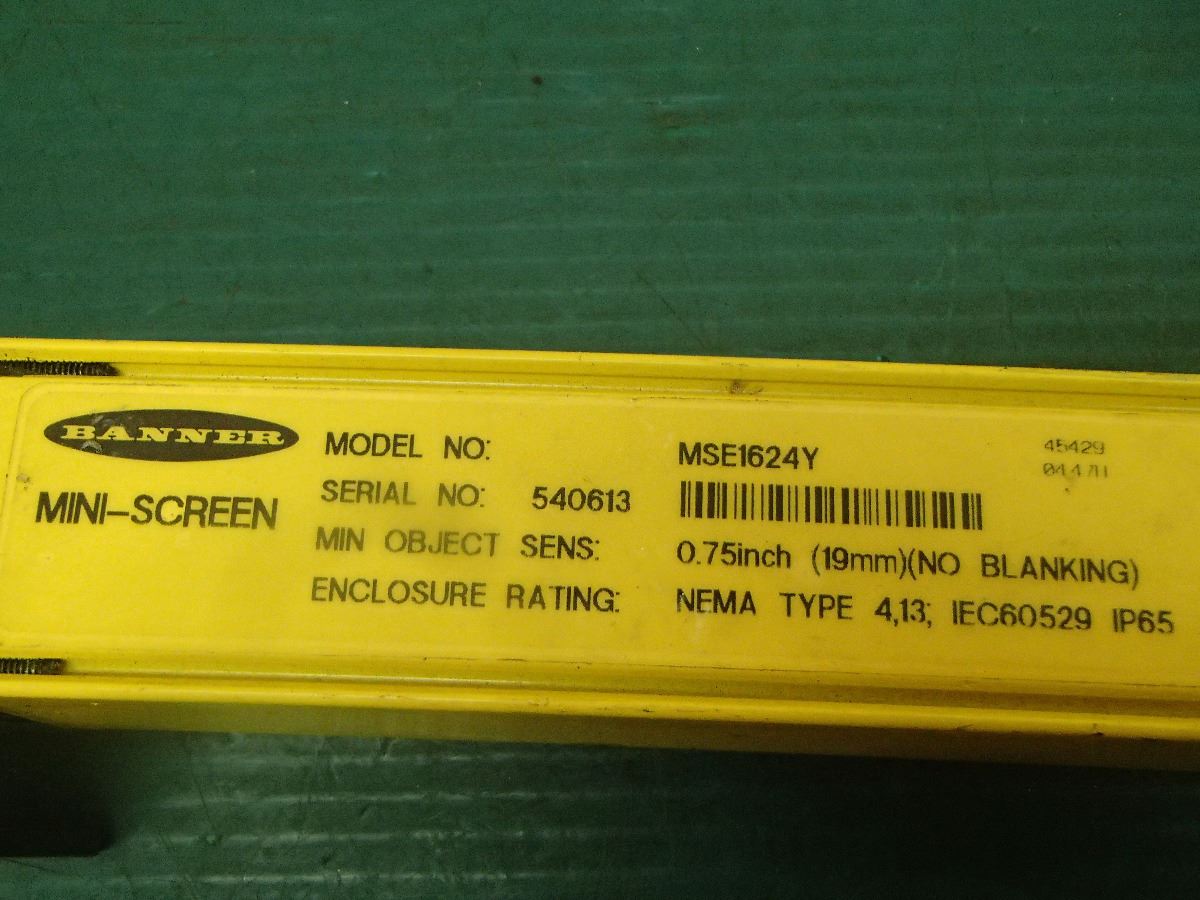 BANNER
MINI-SCREEN
MODEL NO: MSE1624Y
SERIAL NO: 540613
MIN OBJECT SENS: 0.75inch (19mm)(NO BLANKING)
ENCLOSURE RATING: NEMA TYPE 4,13; IEC60529 IP65
45429